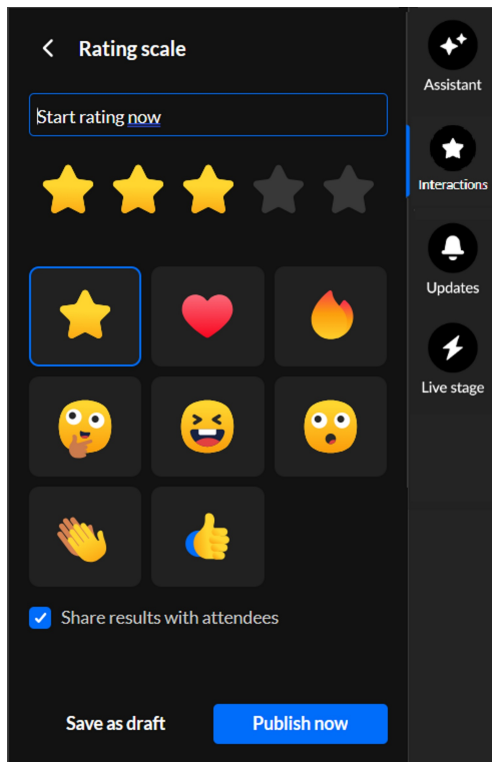 Rating scale
Start rating now
Share results with attendees
Save as draft
Publish now
Assistant
Interactions
Updates
Live stage